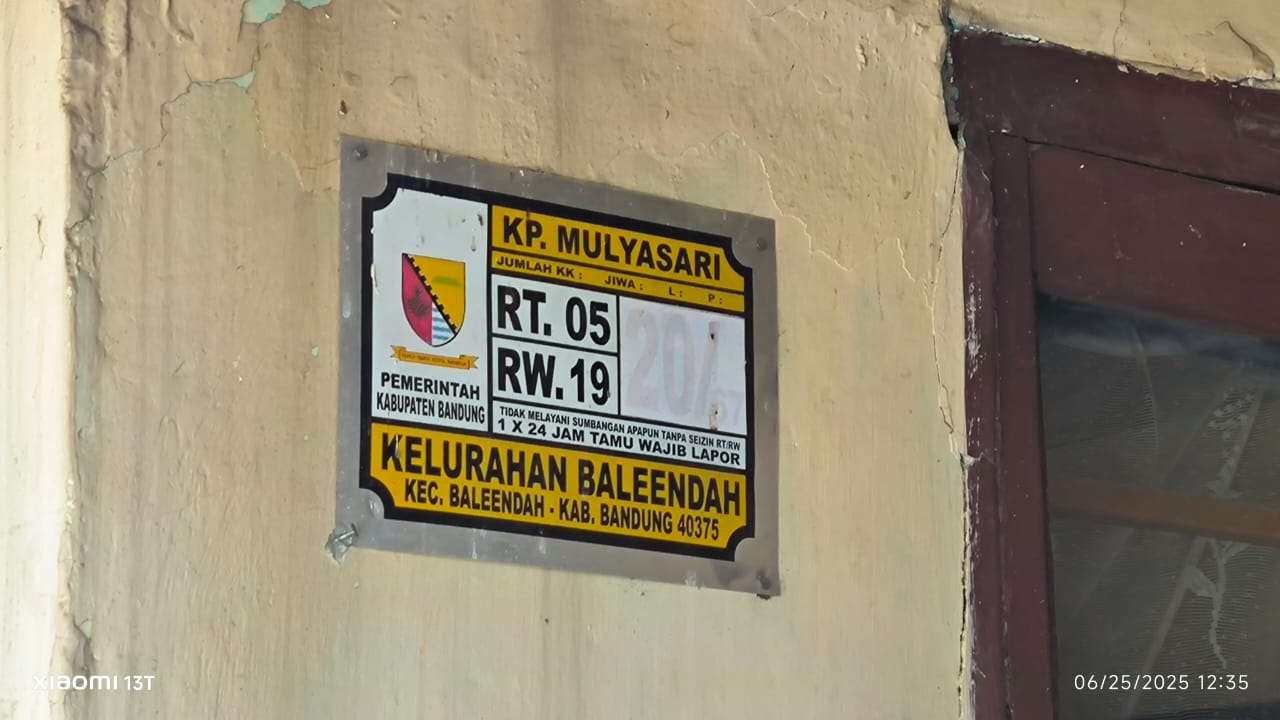 KP. MULYASARI
JUMLAH KK : JIWA : L : P :
RT. 05
RW. 19
20/
PEMERINTAH
KABUPATEN BANDUNG
TIDAK MELAYANI SUMBANGAN APAPUN TANPA SEIZIN RT/RW
1 X 24 JAM TAMU WAJIB LAPOR
KELURAHAN BALEENDAH
KEC. BALEENDAH - KAB. BANDUNG 40375
xiaomi 13T
06/25/2025 12:35